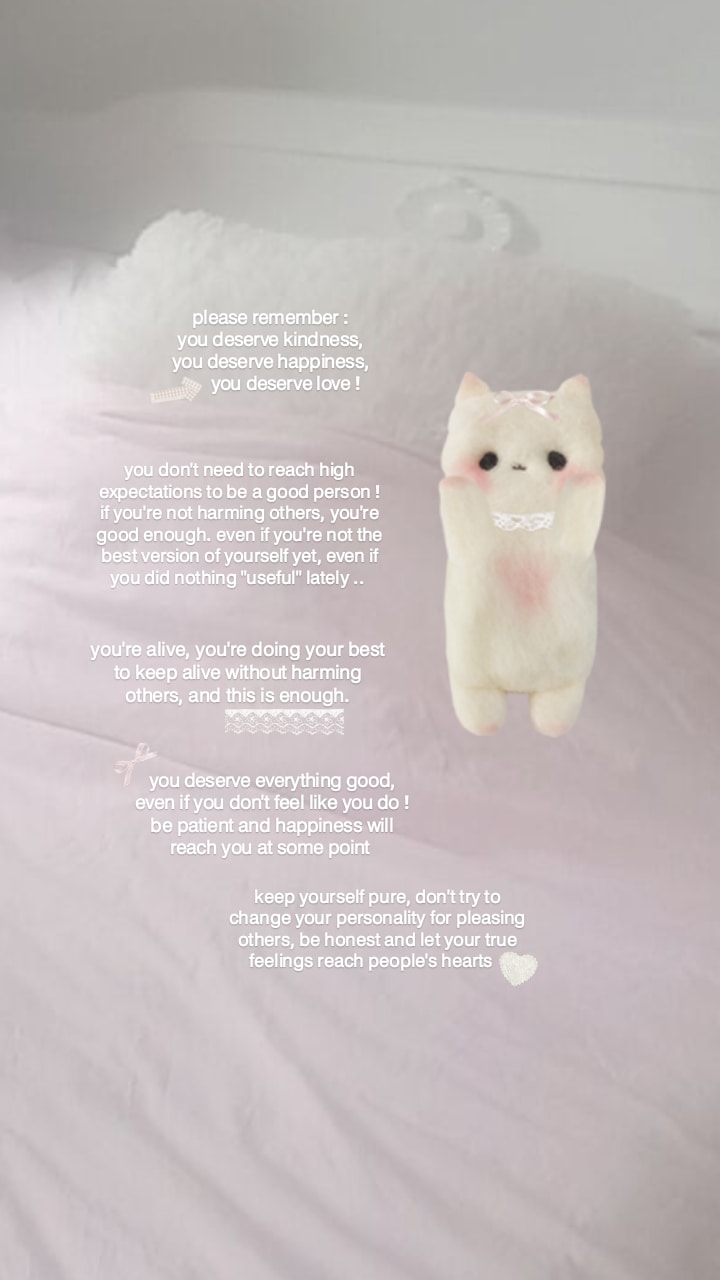 please remember :
you deserve kindness,
you deserve happiness,
you deserve love !
you don't need to reach high
expectations to be a good person !
if you're not harming others, you're
good enough. even if you're not the
best version of yourself yet, even if
you did nothing "useful" lately ..
you're alive, you're doing your best
to keep alive without harming
others, and this is enough.
you deserve everything good,
even if you don't feel like you do !
be patient and happiness will
reach you at some point
keep yourself pure, don't try to
change your personality for pleasing
others, be honest and let your true
feelings reach people's hearts